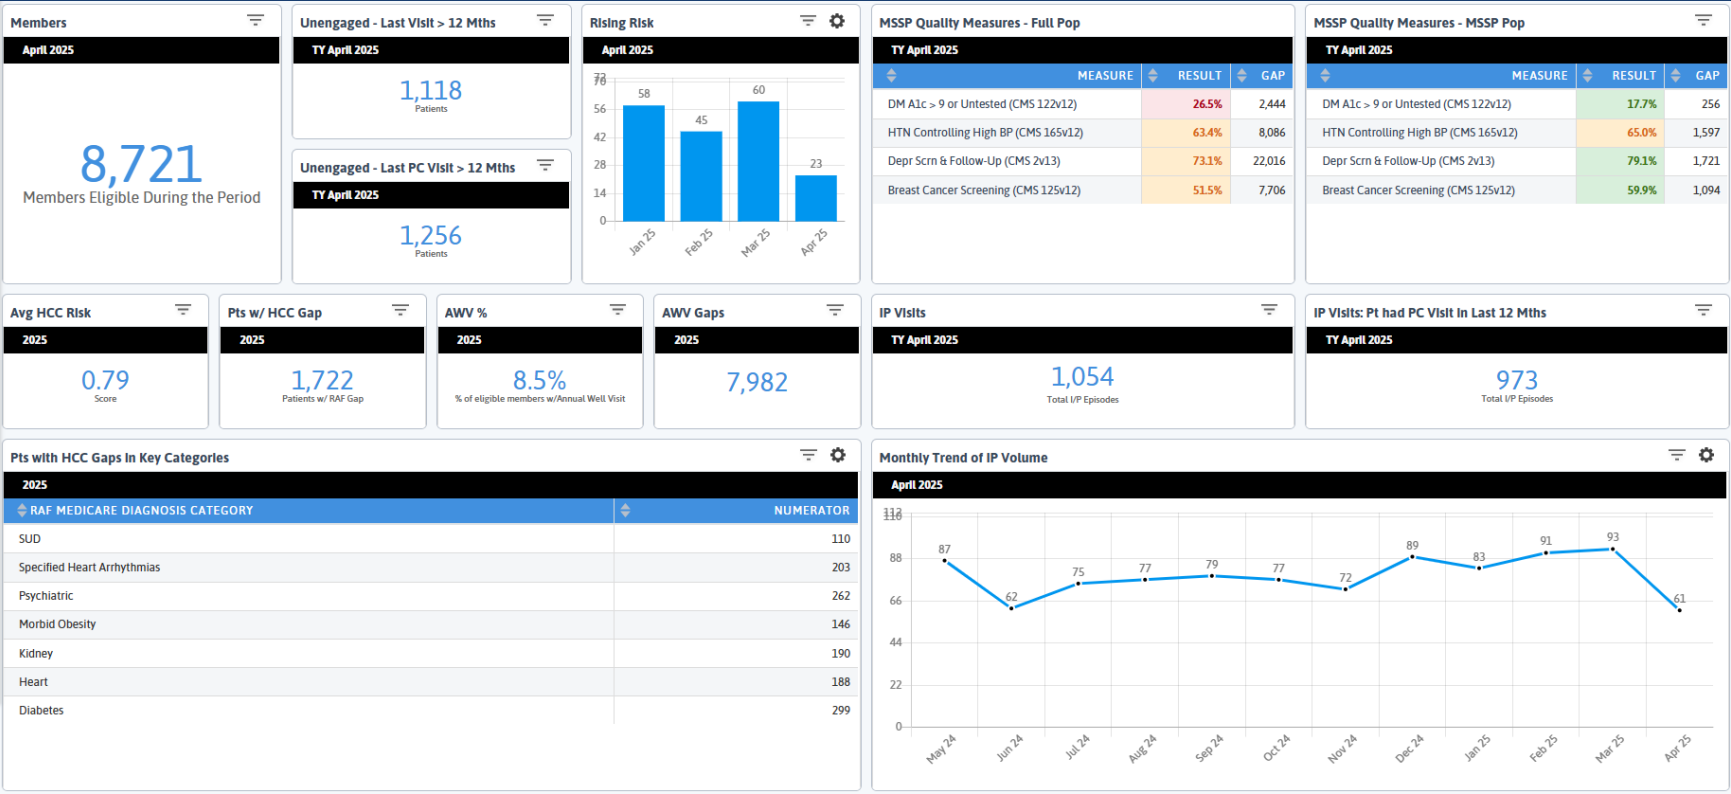 Members
April 2025
8,721
Members Eligible During the Period
Unengaged - Last Visit > 12 Mths
TY April 2025
1,118
Patients
Unengaged - Last PC Visit > 12 Mths
TY April 2025
1,256
Patients
Rising Risk
April 2025
73
70
56
42
28
14
0
58
45
60
23
Jan 25
Feb 25
Mar 25
Apr 25
MSSP Quality Measures - Full Pop
TY April 2025
MEASURE RESULT GAP
DM A1c > 9 or Untested (CMS 122v12) 26.5% 2,444
HTN Controlling High BP (CMS 165v12) 63.4% 8,086
Depr Scrn & Follow-Up (CMS 2v13) 73.1% 22,016
Breast Cancer Screening (CMS 125v12) 51.5% 7,706
MSSP Quality Measures - MSSP Pop
TY April 2025
MEASURE RESULT GAP
DM A1c > 9 or Untested (CMS 122v12) 17.7% 256
HTN Controlling High BP (CMS 165v12) 65.0% 1,597
Depr Scrn & Follow-Up (CMS 2v13) 79.1% 1,721
Breast Cancer Screening (CMS 125v12) 59.9% 1,094
Avg HCC Risk
2025
0.79
Score
Pts w/ HCC Gap
2025
1,722
Patients w/ RAF Gap
AWV %
2025
8.5%
% of eligible members w/Annual Well Visit
AWV Gaps
2025
7,982
IP Visits
TY April 2025
1,054
Total I/P Episodes
IP Visits: Pt had PC Visit in Last 12 Mths
TY April 2025
973
Total I/P Episodes
Pts with HCC Gaps in Key Categories
2025
RAF MEDICARE DIAGNOSIS CATEGORY NUMERATOR
SUD 110
Specified Heart Arrhythmias 203
Psychiatric 262
Morbid Obesity 146
Kidney 190
Heart 188
Diabetes 299
Monthly Trend of IP Volume
April 2025
112
110
88
66
44
22
0
87
62
75
77
79
77
72
89
83
91
93
61
May 24
Jun 24
Jul 24
Aug 24
Sep 24
Oct 24
Nov 24
Dec 24
Jan 25
Feb 25
Mar 25
Apr 25